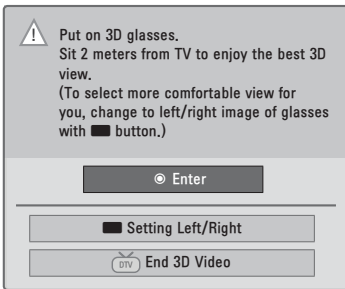 Put on 3D glasses.
Sit 2 meters from TV to enjoy the best 3D
view.
(To select more comfortable view for
you, change to left/right image of glasses
with button.)
Enter
Setting Left/Right
DTV End 3D Video